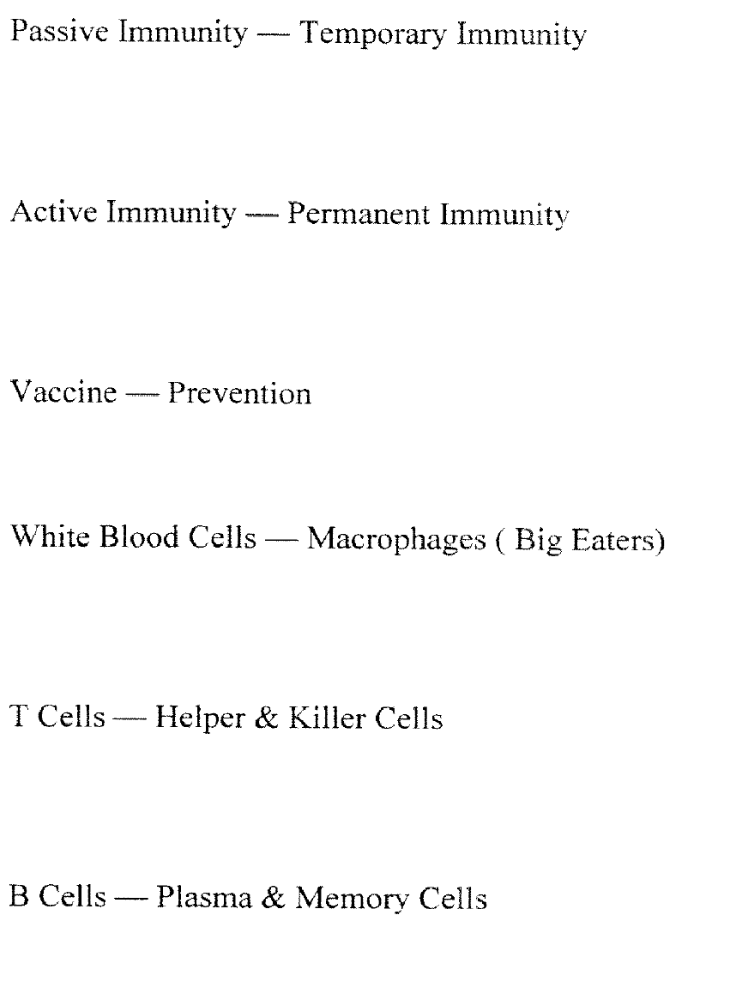 Passive Immunity — Temporary Immunity
Active Immunity — Permanent Immunity
Vaccine — Prevention
White Blood Cells — Macrophages ( Big Eaters)
T Cells — Helper & Killer Cells
B Cells — Plasma & Memory Cells